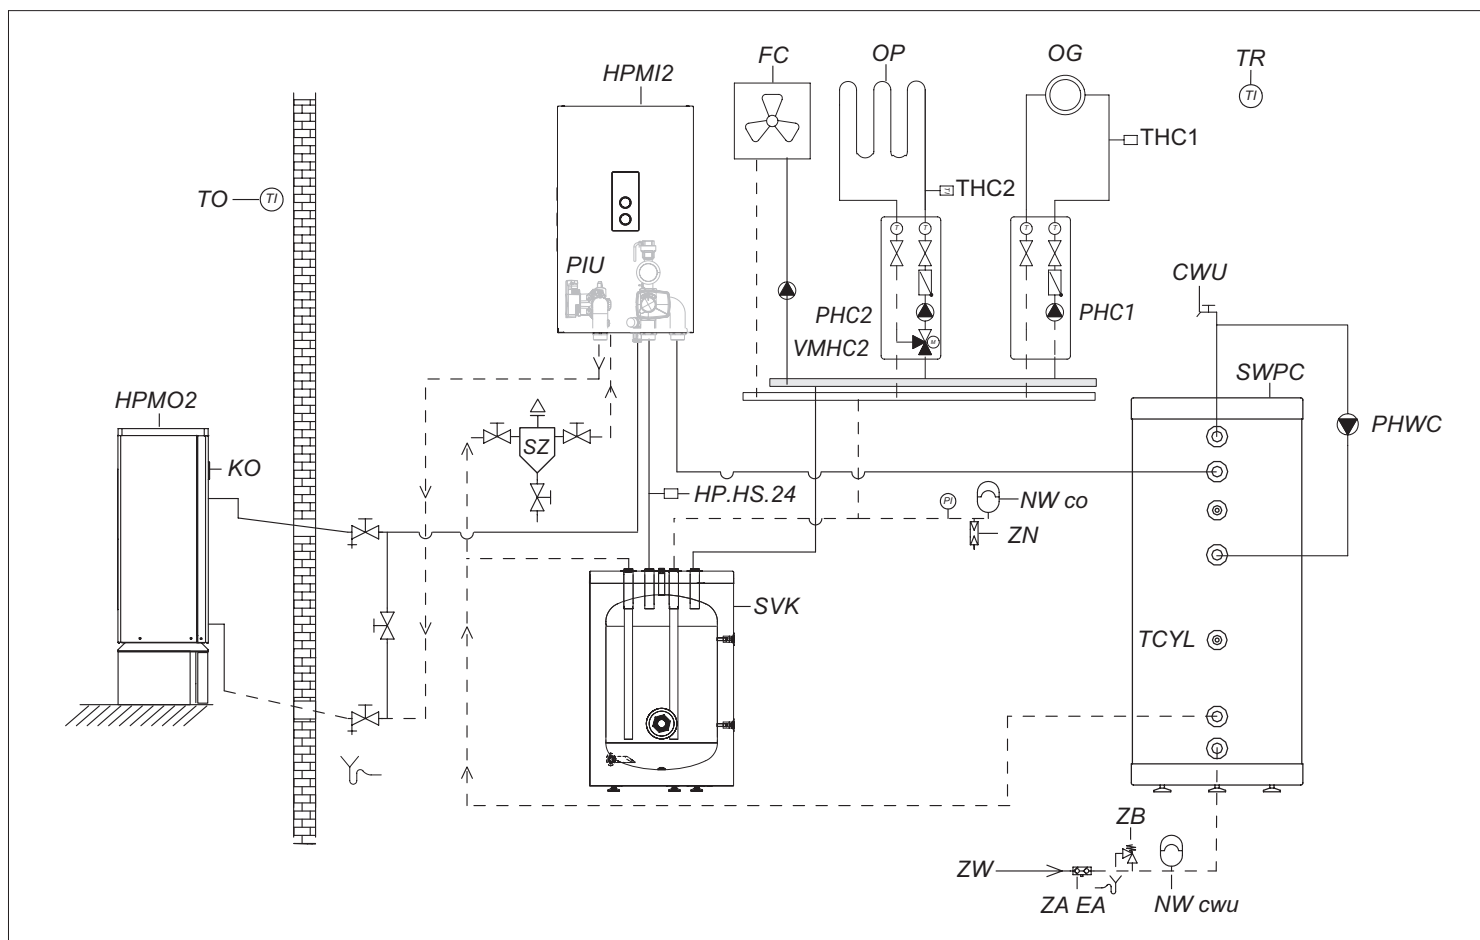 FC
OP
OG
TR
HPMI2
TI
THC1
TO
TI
THC2
T
T
T
T
PIU
CWU
PHC2
PHC1
VMHC2
M
SWPC
HPMO2
PHWC
SZ
KO
HP.HS.24
PI
NW co
ZN
SVK
TCYL
ZB
ZW
ZA EA
NW cwu